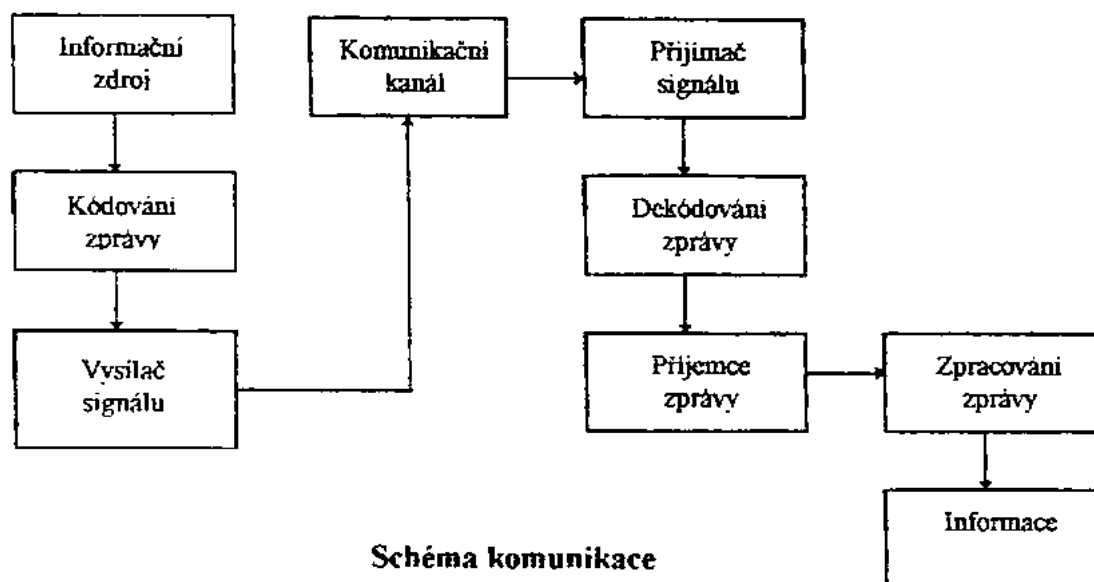 Informační
zdroj
Kódování
zprávy
Vysílač
signálu
Komunikační
kanál
Přijímač
signálu
Dekódování
zprávy
Příjemce
zprávy
Zpracování
zprávy
Informace
Schéma komunikace